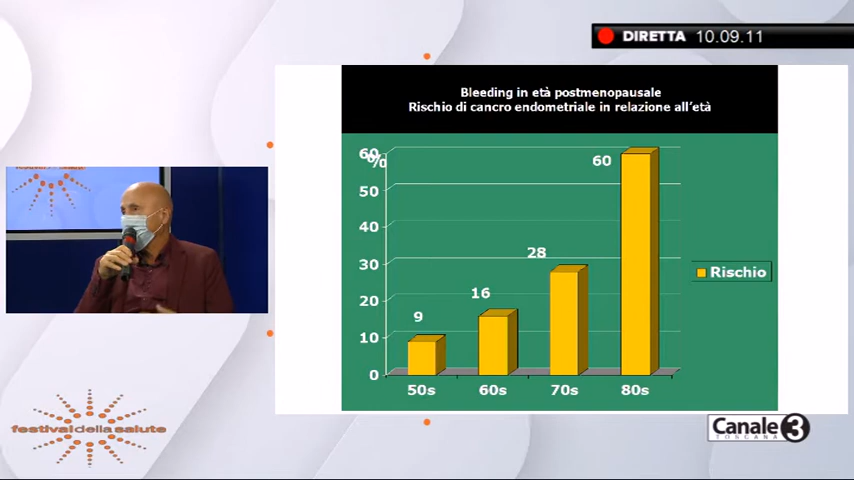 DIRETTA 10.09.11
Bleeding in età postmenopausale
Rischio di cancro endometriale in relazione all'età
60
%
50
40
30
20
10
0
9
16
28
60
50s
60s
70s
80s
Rischio
festivaldellasalute
Canale 3
TOSCANA